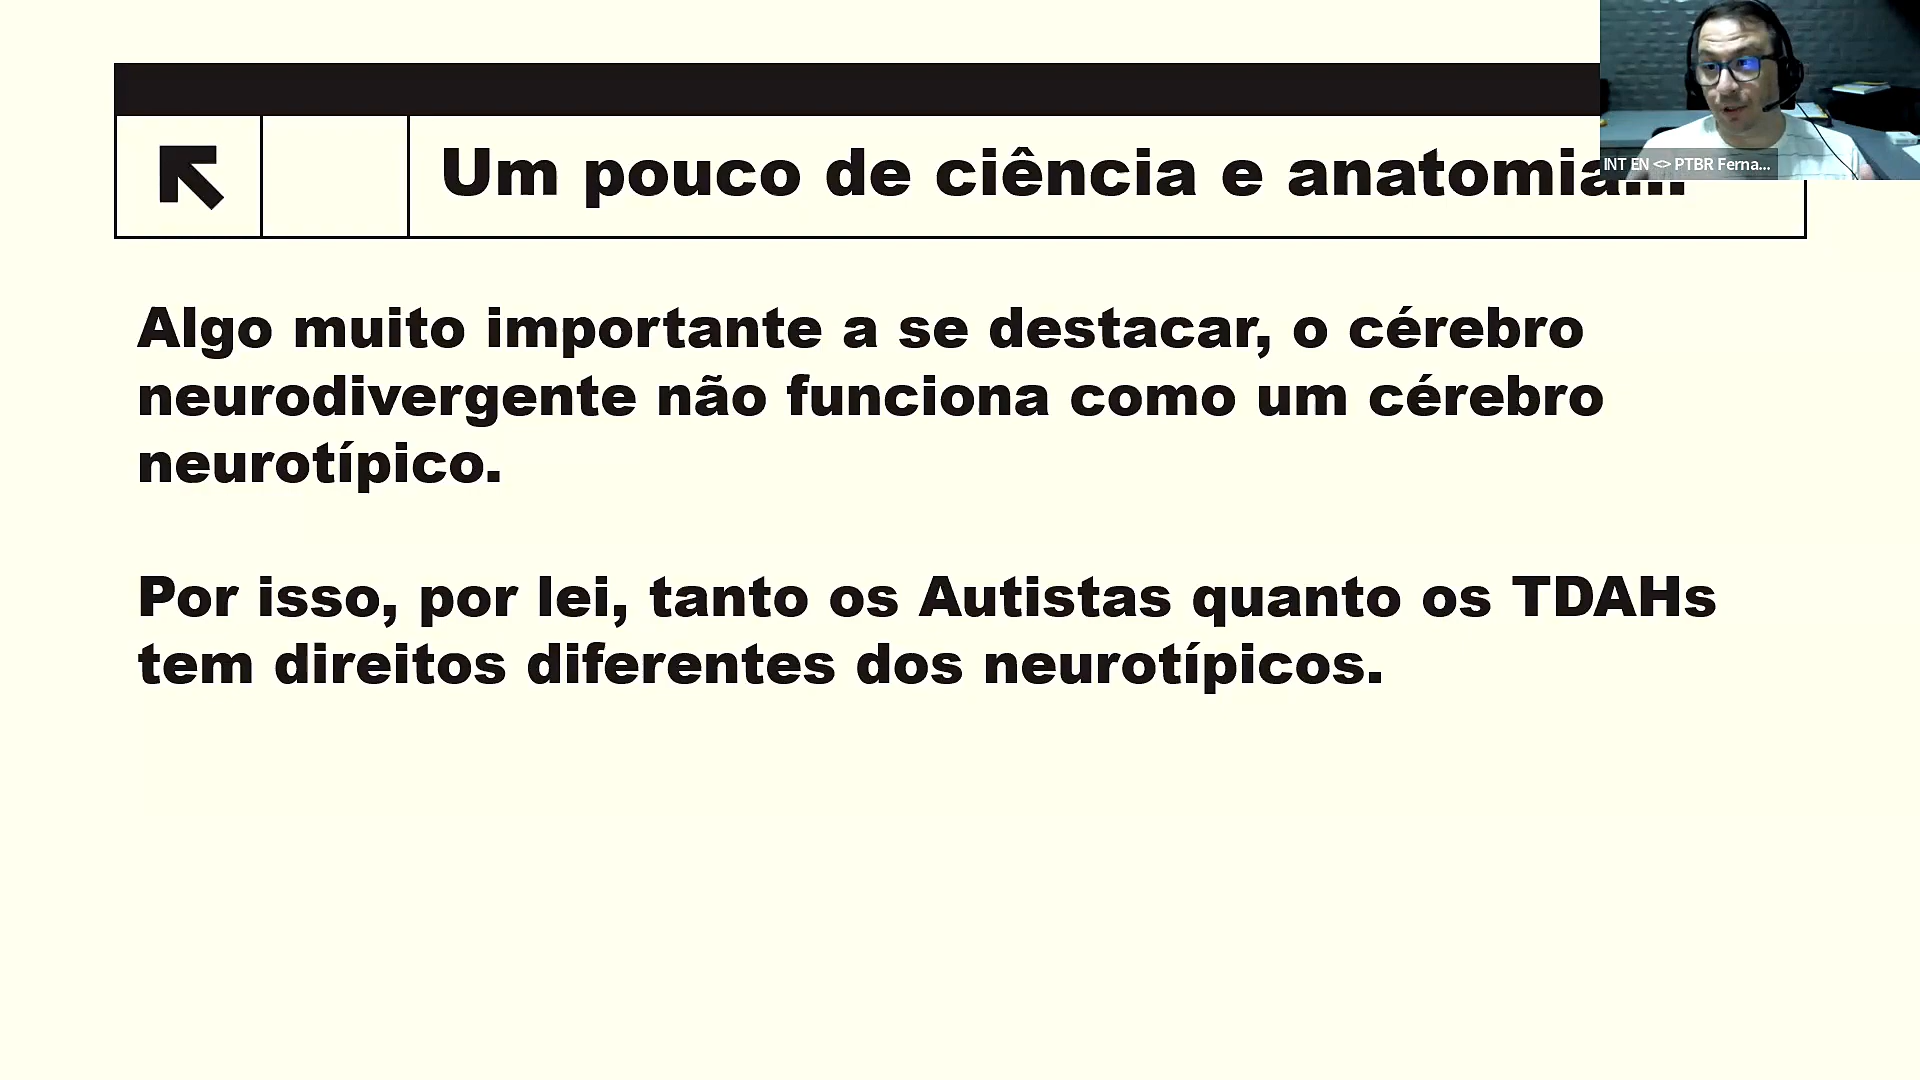 Um pouco de ciência e anatomia...
INT EN <> PTBR Ferna...
Algo muito importante a se destacar, o cérebro
neurodivergente não funciona como um cérebro
neurotípico.
Por isso, por lei, tanto os Autistas quanto os TDAHs
tem direitos diferentes dos neurotípicos.